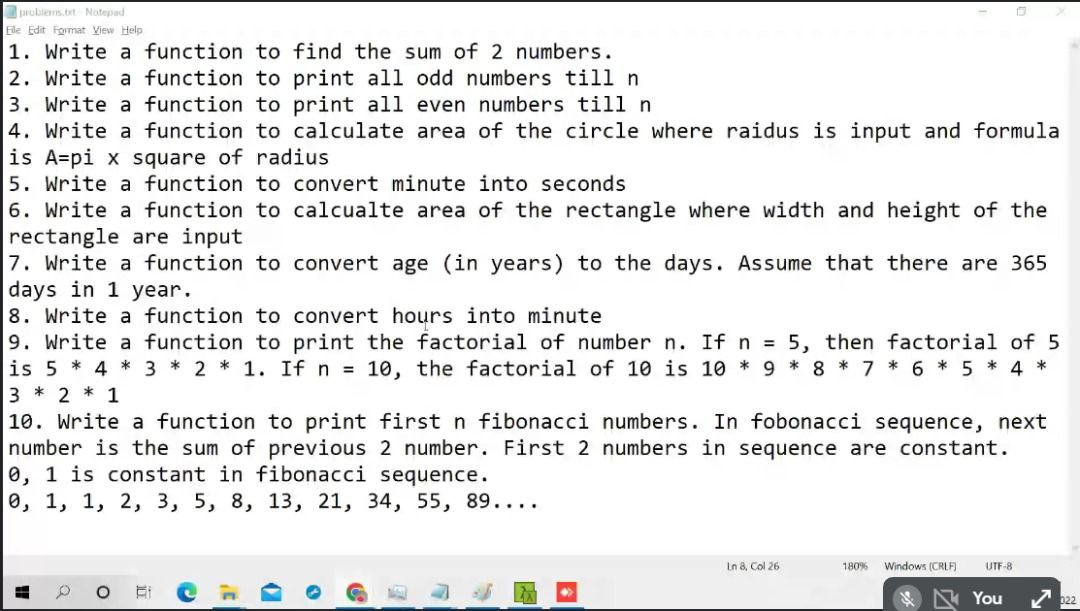 problems.txt - Notepad
File Edit Format View Help
1. Write a function to find the sum of 2 numbers.
2. Write a function to print all odd numbers till n
3. Write a function to print all even numbers till n
4. Write a function to calculate area of the circle where raidus is input and formula
is A=pi x square of radius
5. Write a function to convert minute into seconds
6. Write a function to calcualte area of the rectangle where width and height of the
rectangle are input
7. Write a function to convert age (in years) to the days. Assume that there are 365
days in 1 year.
8. Write a function to convert hours into minute
9. Write a function to print the factorial of number n. If n = 5, then factorial of 5
is 5 * 4 * 3 * 2 * 1. If n = 10, the factorial of 10 is 10 * 9 * 8 * 7 * 6 * 5 * 4 *
3 * 2 * 1
10. Write a function to print first n fibonacci numbers. In fobonacci sequence, next
number is the sum of previous 2 number. First 2 numbers in sequence are constant.
0, 1 is constant in fibonacci sequence.
0, 1, 1, 2, 3, 5, 8, 13, 21, 34, 55, 89....
Ln 8, Col 26 180% Windows (CRLF) UTF-8
You